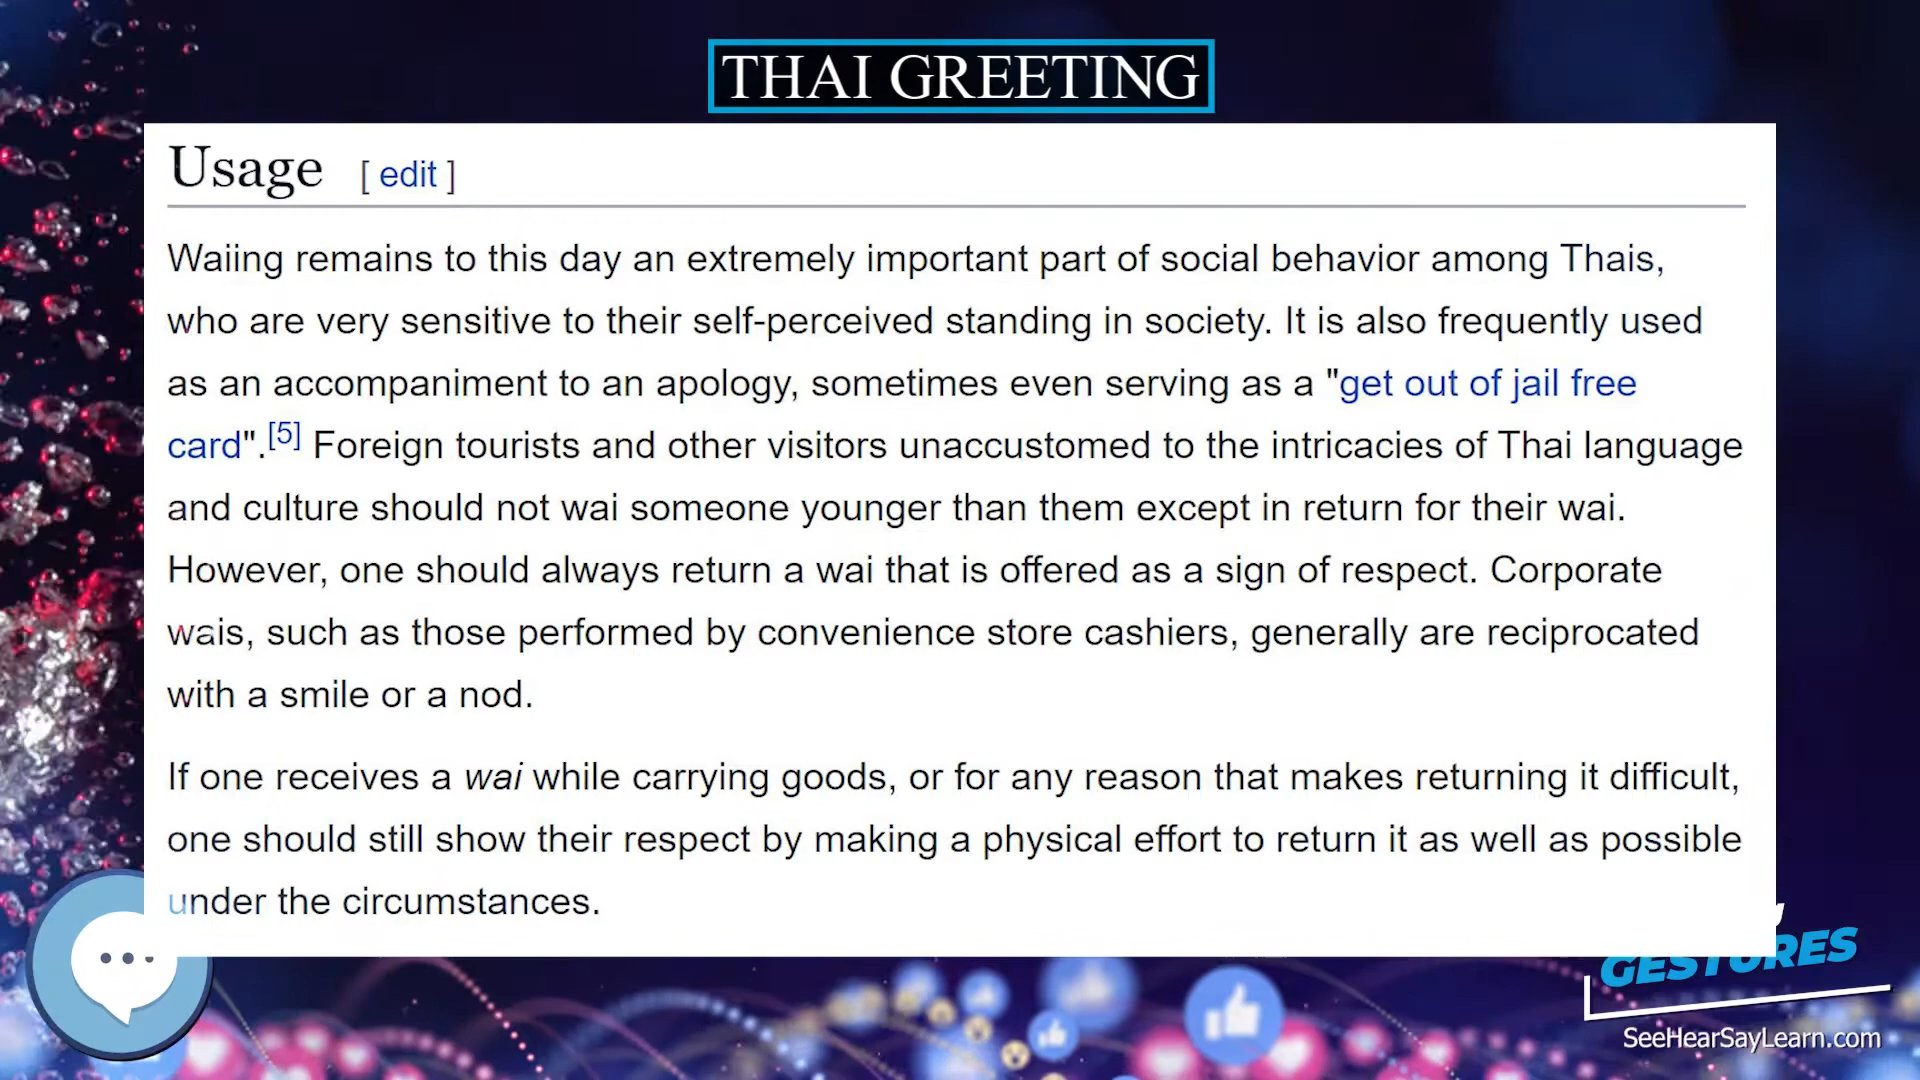 THAI GREETING
Usage [ edit ]
Waiing remains to this day an extremely important part of social behavior among Thais,
who are very sensitive to their self-perceived standing in society. It is also frequently used
as an accompaniment to an apology, sometimes even serving as a "get out of jail free
card".[5] Foreign tourists and other visitors unaccustomed to the intricacies of Thai language
and culture should not wai someone younger than them except in return for their wai.
However, one should always return a wai that is offered as a sign of respect. Corporate
wais, such as those performed by convenience store cashiers, generally are reciprocated
with a smile or a nod.
If one receives a wai while carrying goods, or for any reason that makes returning it difficult,
one should still show their respect by making a physical effort to return it as well as possible
under the circumstances.
GESTURES
SeeHearSayLearn.com